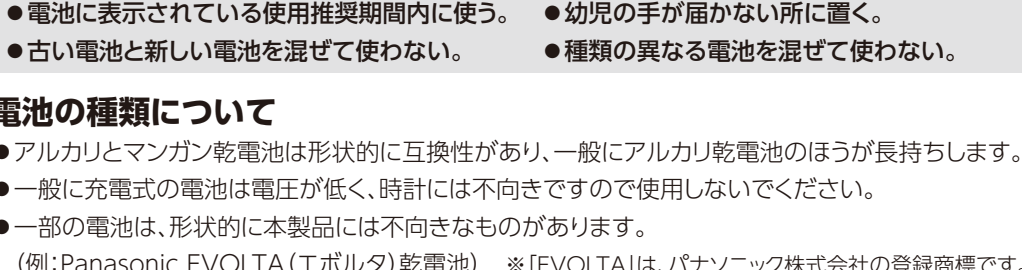 ●電池に表示されている使用推奨期間内に使う。 ●幼児の手が届かない所に置く。
●古い電池と新しい電池を混ぜて使わない。 ●種類の異なる電池を混ぜて使わない。
電池の種類について
●アルカリとマンガン乾電池は形状的に互換性があり、一般にアルカリ乾電池のほうが長持ちします。
●一般に充電式の電池は電圧が低く、時計には不向きですので使用しないでください。
●一部の電池は、形状的に本製品には不向きなものがあります。
(例:Panasonic EVOLTA(エボルタ)乾電池) ※「EVOLTA」は、パナソニック株式会社の登録商標です。